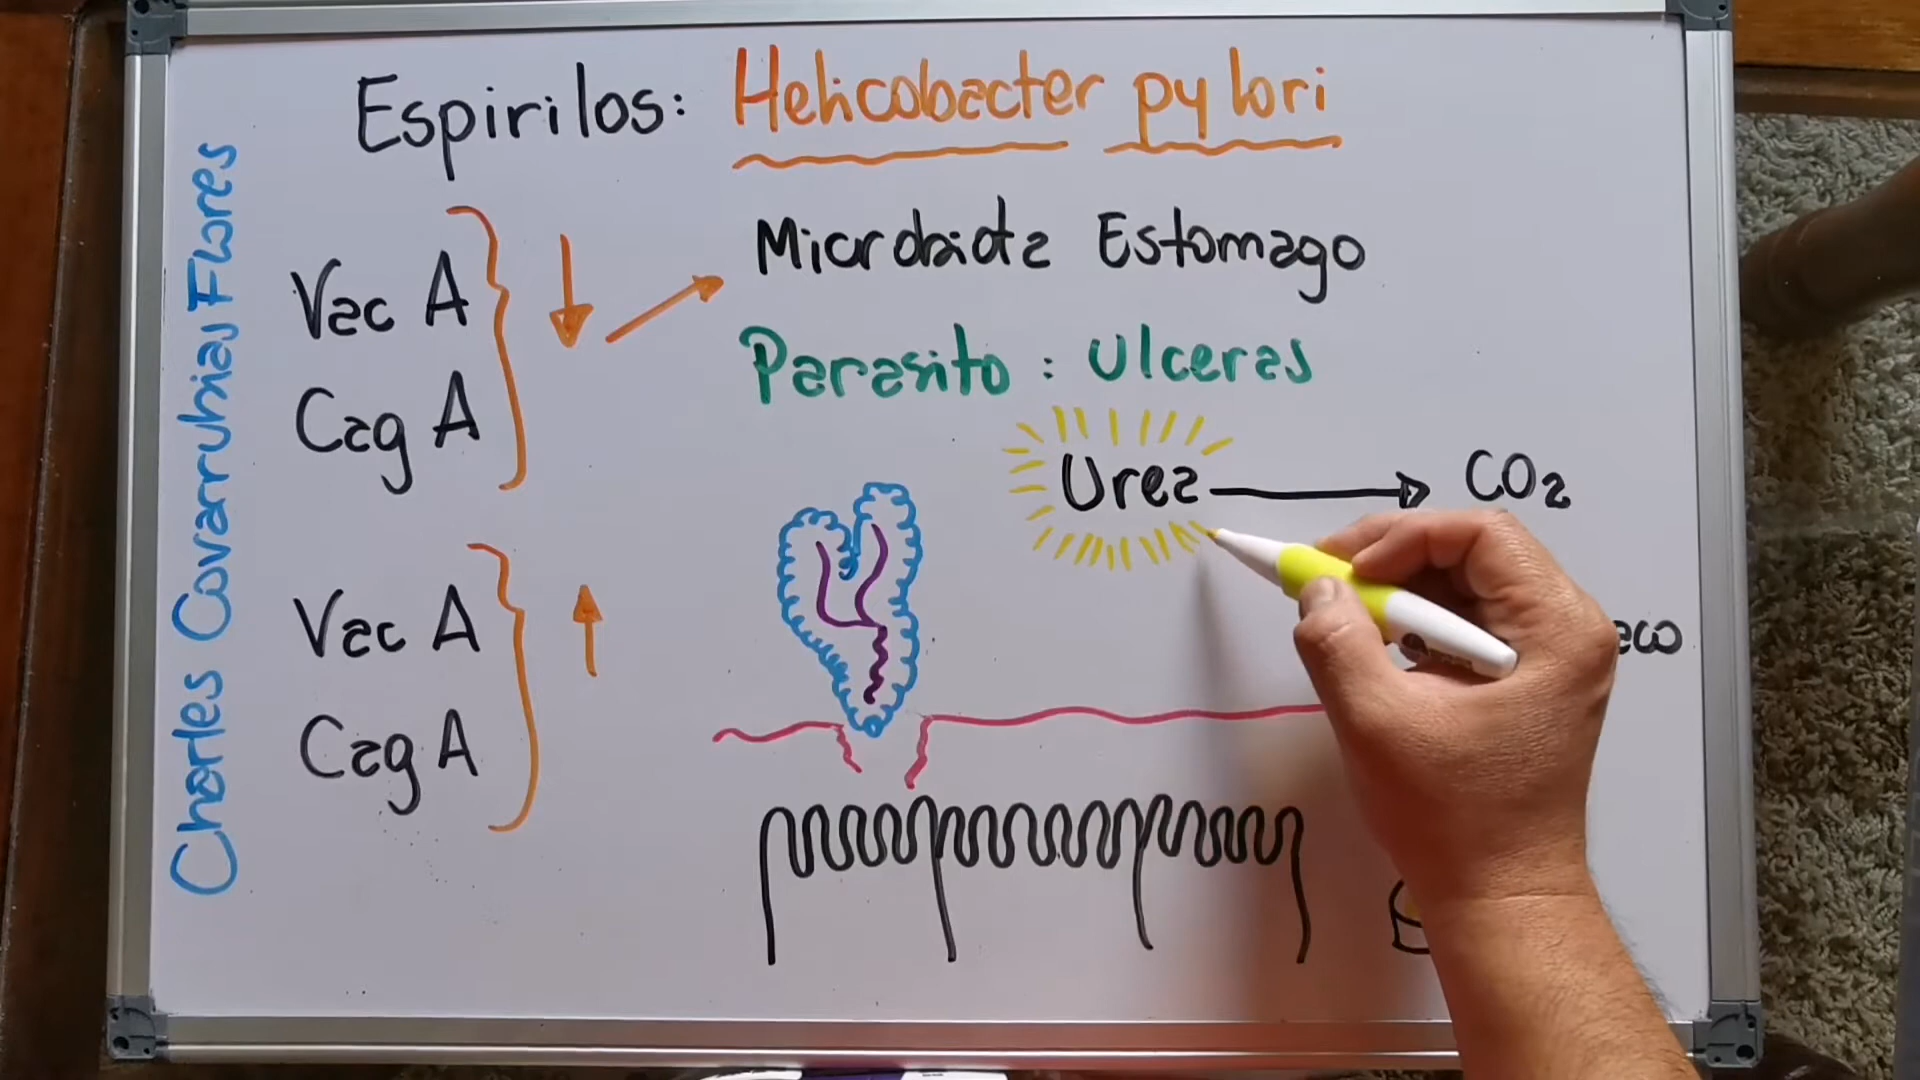 Espirilos: Helicobacter pylori
Microbiota Estomago
Parasito: Ulceras
Vac A
Cag A
Urea → CO₂
Vac A
Cag A
Charles Covarrubias Flores